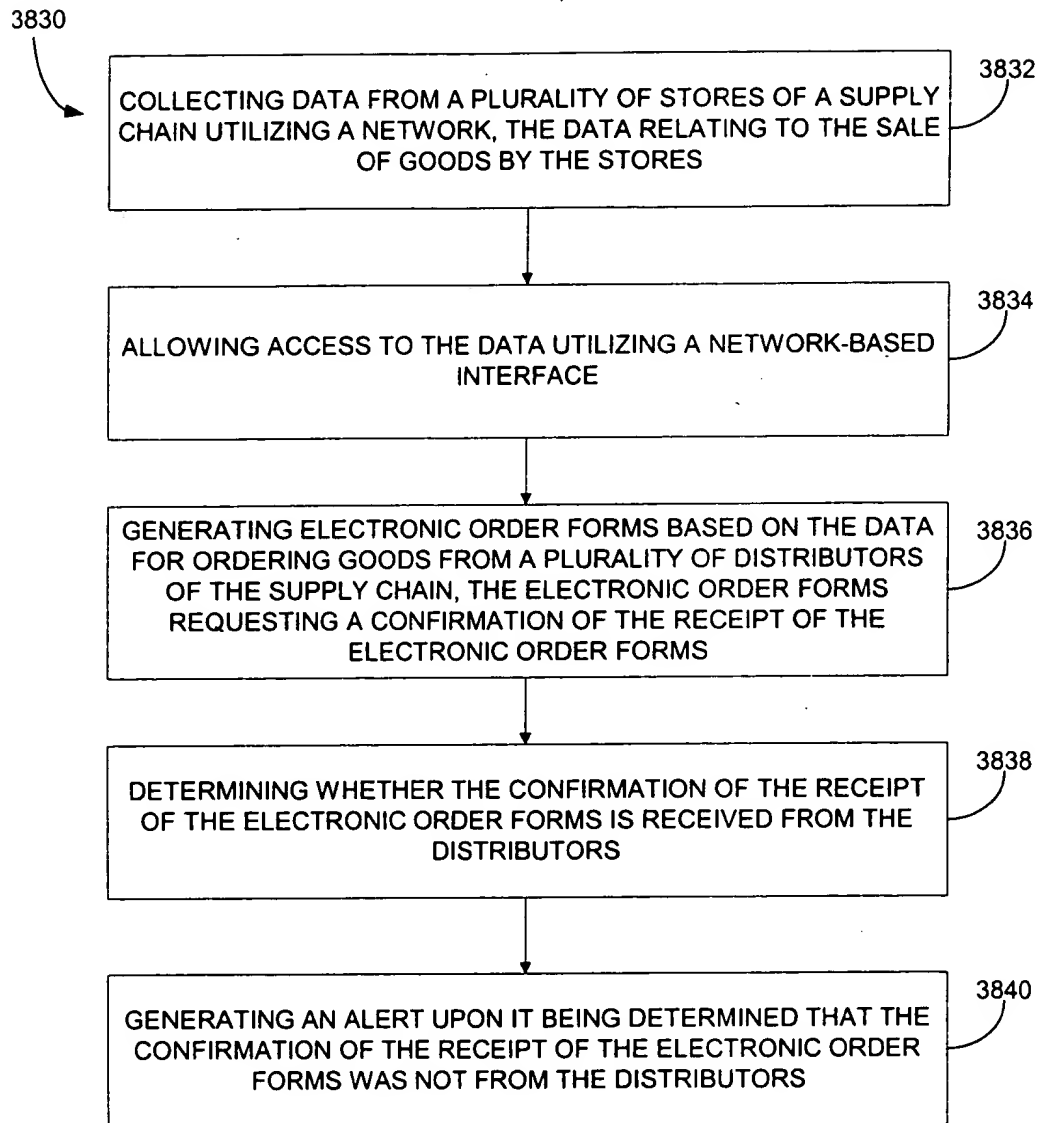 3830
3832
COLLECTING DATA FROM A PLURALITY OF STORES OF A SUPPLY
CHAIN UTILIZING A NETWORK, THE DATA RELATING TO THE SALE
OF GOODS BY THE STORES
3834
ALLOWING ACCESS TO THE DATA UTILIZING A NETWORK-BASED
INTERFACE
3836
GENERATING ELECTRONIC ORDER FORMS BASED ON THE DATA
FOR ORDERING GOODS FROM A PLURALITY OF DISTRIBUTORS
OF THE SUPPLY CHAIN, THE ELECTRONIC ORDER FORMS
REQUESTING A CONFIRMATION OF THE RECEIPT OF THE
ELECTRONIC ORDER FORMS
3838
DETERMINING WHETHER THE CONFIRMATION OF THE RECEIPT
OF THE ELECTRONIC ORDER FORMS IS RECEIVED FROM THE
DISTRIBUTORS
3840
GENERATING AN ALERT UPON IT BEING DETERMINED THAT THE
CONFIRMATION OF THE RECEIPT OF THE ELECTRONIC ORDER
FORMS WAS NOT FROM THE DISTRIBUTORS